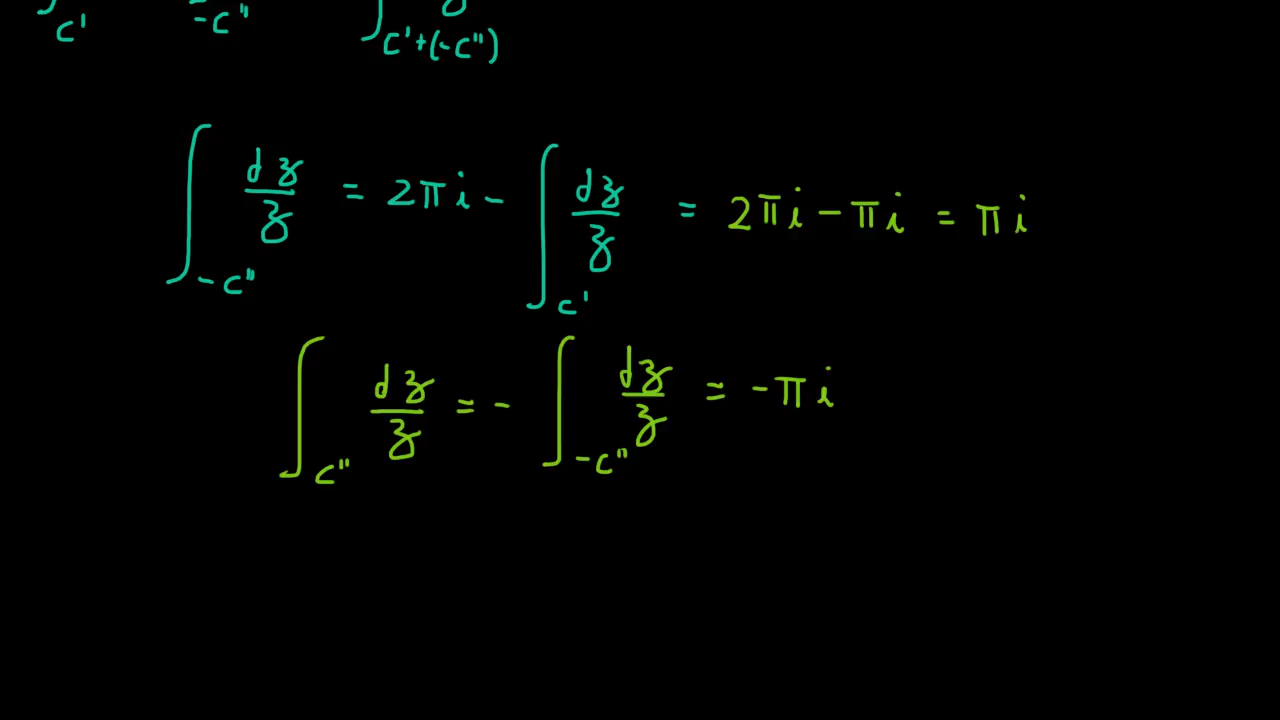 ∫_{C'} = ∫_{-C''} ∫_{C'+(-C'')}
∫_{-C''} dz/z = 2πi - ∫_{C'} dz/z = 2πi - πi = πi
∫_{C''} dz/z = - ∫_{-C''} dz/z = -πi